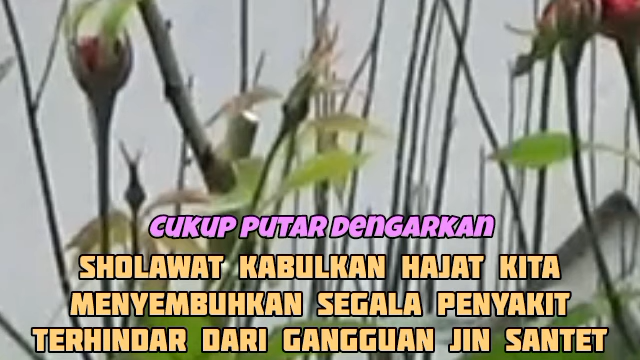 CUKUP PUTAR DENGARKAN
SHOLAWAT KABULKAN HAJAT KITA
MENYEMBUHKAN SEGALA PENYAKIT
TERHINDAR DARI GANGGUAN JIN SANTET